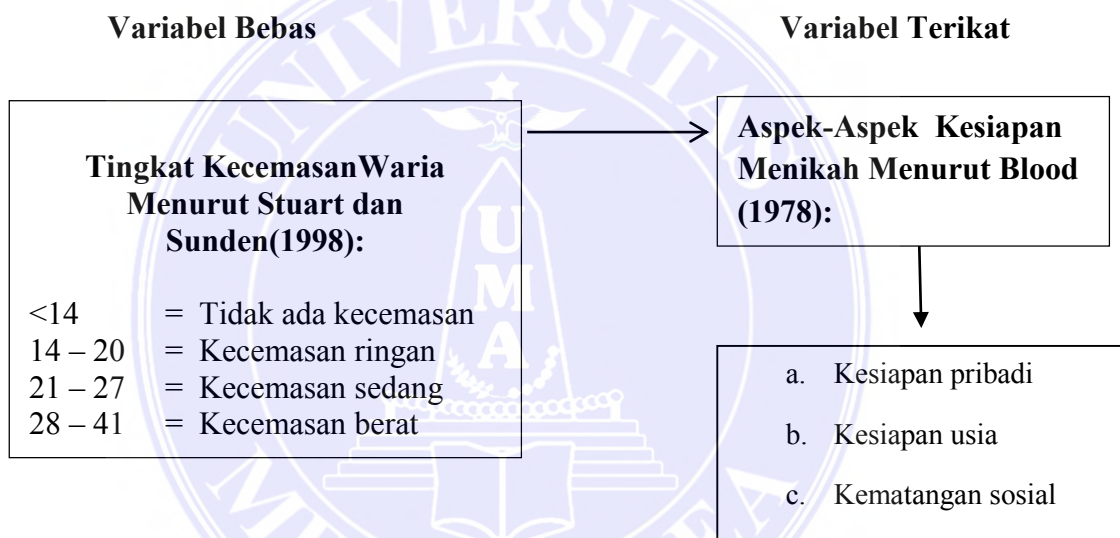 Variabel Bebas
Variabel Terikat
Tingkat KecemasanWaria
Menurut Stuart dan
Sunden(1998):
<14 = Tidak ada kecemasan
14 – 20 = Kecemasan ringan
21 – 27 = Kecemasan sedang
28 – 41 = Kecemasan berat
Aspek-Aspek Kesiapan
Menikah Menurut Blood
(1978):
a. Kesiapan pribadi
b. Kesiapan usia
c. Kematangan sosial
UNIVERSITAS
UMA